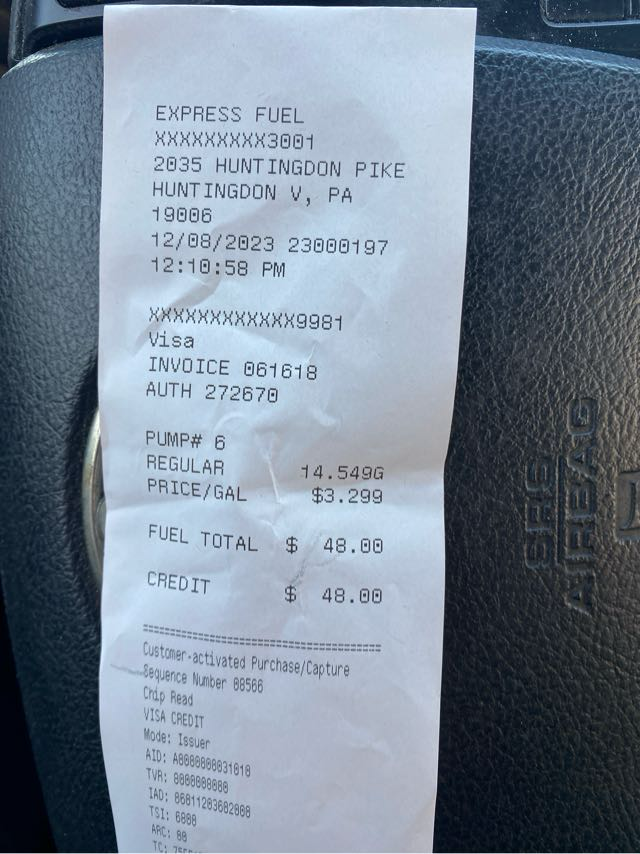 EXPRESS FUEL
XXXXXXXXX3001
2035 HUNTINGDON PIKE
HUNTINGDON V, PA
19006
12/08/2023 23000197
12:10:58 PM
XXXXXXXXXXXX9981
Visa
INVOICE 061618
AUTH 272670
PUMP# 6
REGULAR 14.549G
PRICE/GAL $3.299
FUEL TOTAL $ 48.00
CREDIT $ 48.00
Customer-activated Purchase/Capture
Sequence Number 08566
Chip Read
VISA CREDIT
Mode: Issuer
AID: A0000000031010
TVR: 8000000000
IAD: 06011203602000
TSI: 6800
ARC: 00
TC:
SRS
AIRBAG